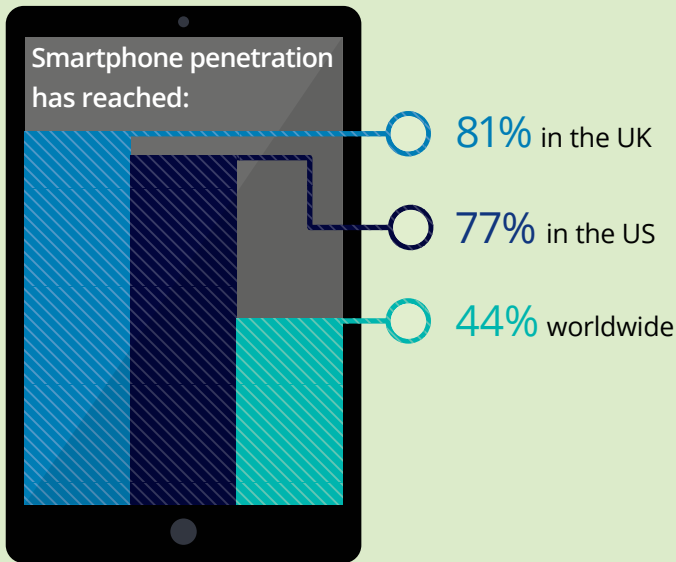 Smartphone penetration
has reached:
81% in the UK
77% in the US
44% worldwide